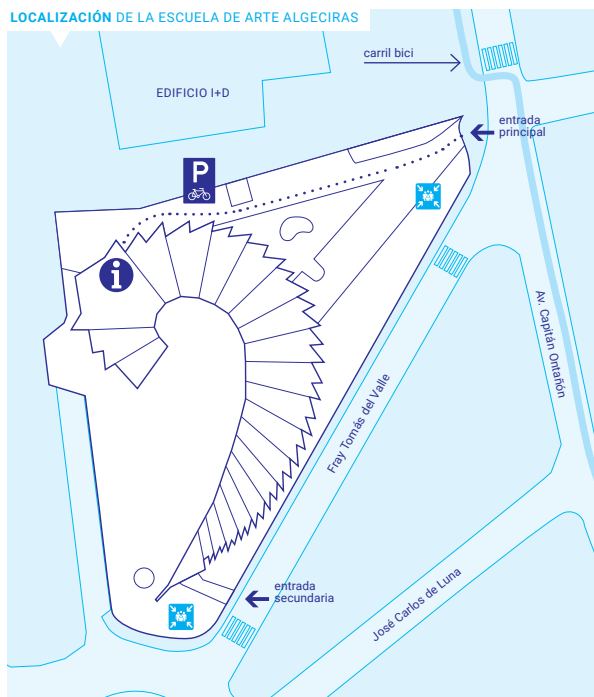 LOCALIZACIÓN DE LA ESCUELA DE ARTE ALGECIRAS
carril bici
EDIFICIO I+D
entrada
principal
P
i
Av. Capitán Ontañón
Fray Tomás del Valle
entrada
secundaria
José Carlos de Luna